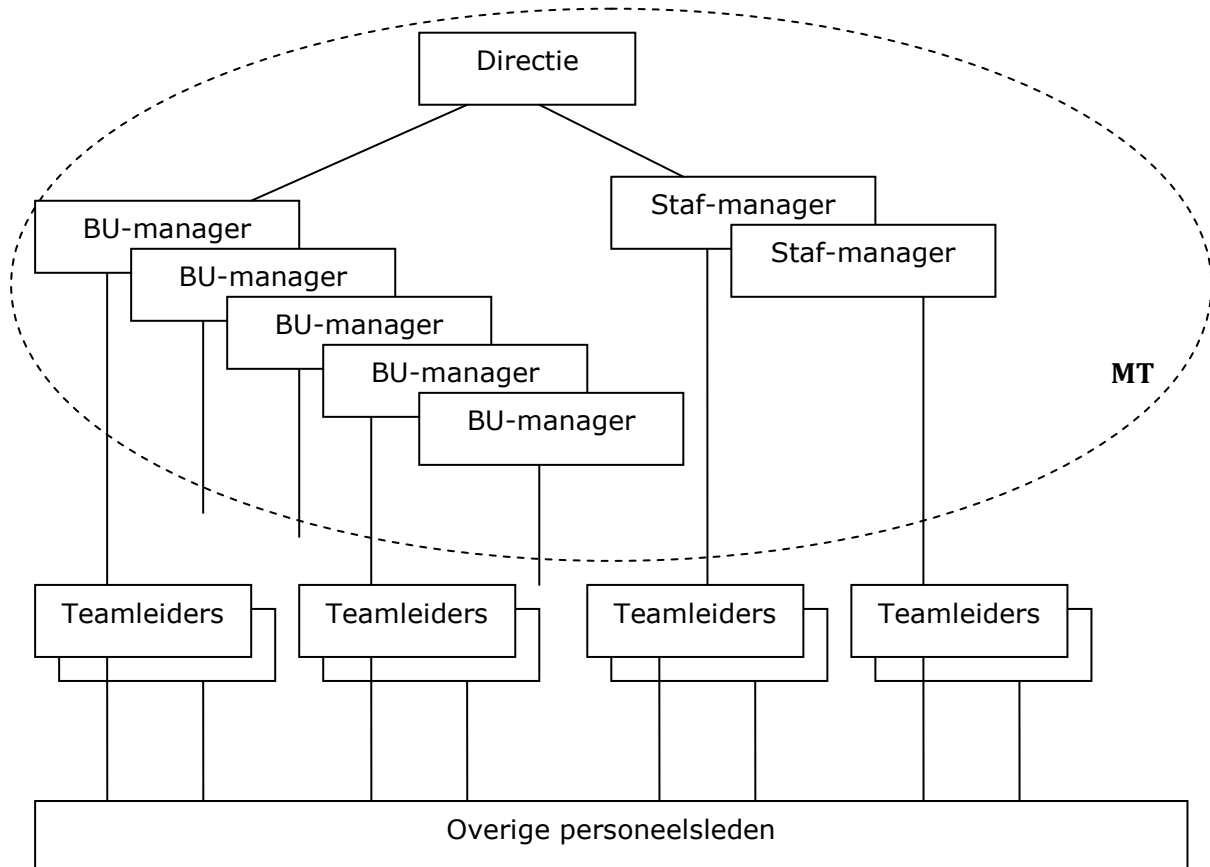 Directie
Staf-manager
BU-manager
Staf-manager
BU-manager
BU-manager
BU-manager
MT
BU-manager
Teamleiders
Teamleiders
Teamleiders
Teamleiders
Overige personeelsleden